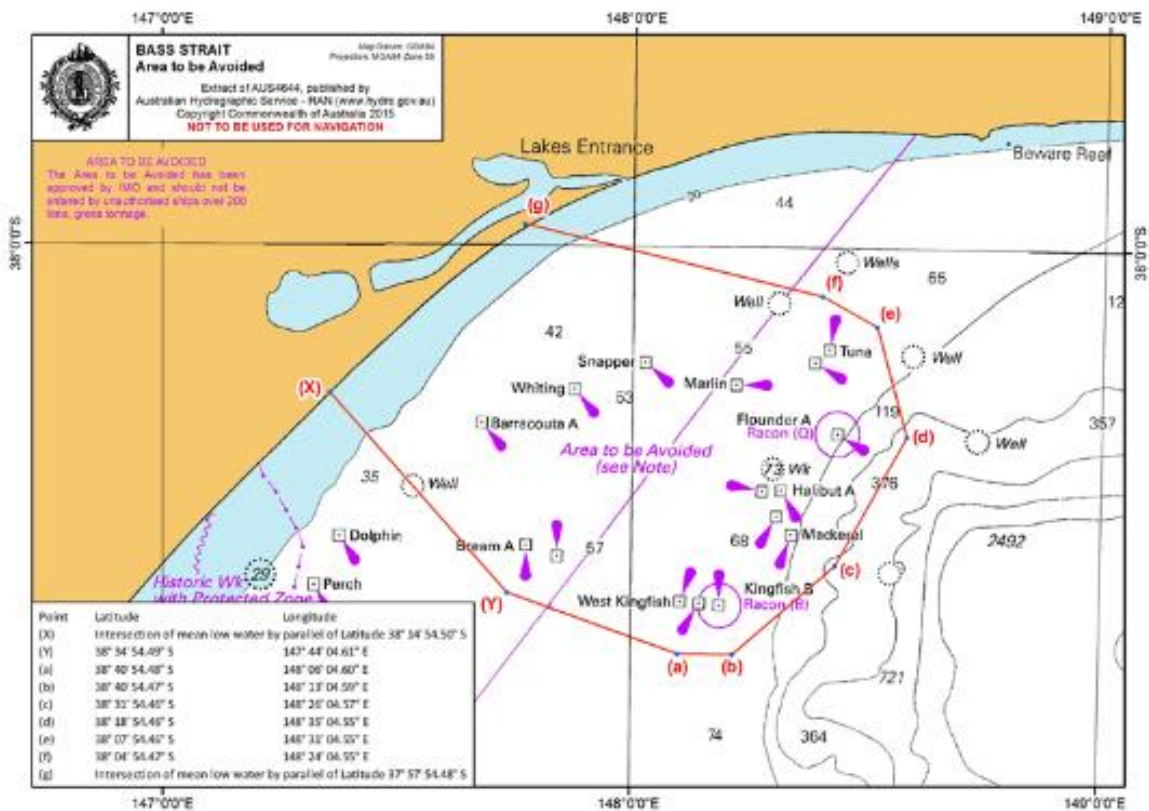 147°0'0"E 148°0'0"E 149°0'0"E
BASS STRAIT
Area to be Avoided
Map Datum: GDA94
Projection: MGA94 Zone 55
Extract of AUS4644, published by
Australian Hydrographic Service - RAN (www.hydro.gov.au)
Copyright Commonwealth of Australia 2015
NOT TO BE USED FOR NAVIGATION
AREA TO BE AVOIDED
The Area to be Avoided has been
approved by IMO and should not be
entered by unauthorised ships over 200
tons, gross tonnage.
Lakes Entrance
Beware Reef
(g)
44
38°0'0"S
38°0'0"S
Wells
65
(f)
12
Well
(e)
42
55
Tuna
Well
Snapper
Marlin
(X)
Whiting
53
Barracouta A
119
Flounder A
Racon (Q)
(d)
357
Well
Area to be Avoided
(see Note)
73 Wk
35
Well
Halibut A
376
Dolphin
Bream A
57
68
Mackerel
2492
(c)
29
Historic Wk
with Protected Zone
Perch
(Y)
West Kingfish
Kingfish B
Racon (B)
(a)
(b)
721
74
364
Point Latitude Longitude
(X) Intersection of mean low water by parallel of Latitude 38° 14' 54.50" S
(Y) 38° 34' 54.49" S 147° 44' 04.61" E
(a) 38° 40' 54.48" S 148° 06' 04.60" E
(b) 38° 40' 54.47" S 148° 13' 04.59" E
(c) 38° 31' 54.46" S 148° 26' 04.57" E
(d) 38° 18' 54.46" S 148° 35' 04.55" E
(e) 38° 07' 54.46" S 148° 31' 04.55" E
(f) 38° 04' 54.47" S 148° 24' 04.55" E
(g) Intersection of mean low water by parallel of Latitude 37° 57' 54.48" S
147°0'0"E 148°0'0"E 149°0'0"E